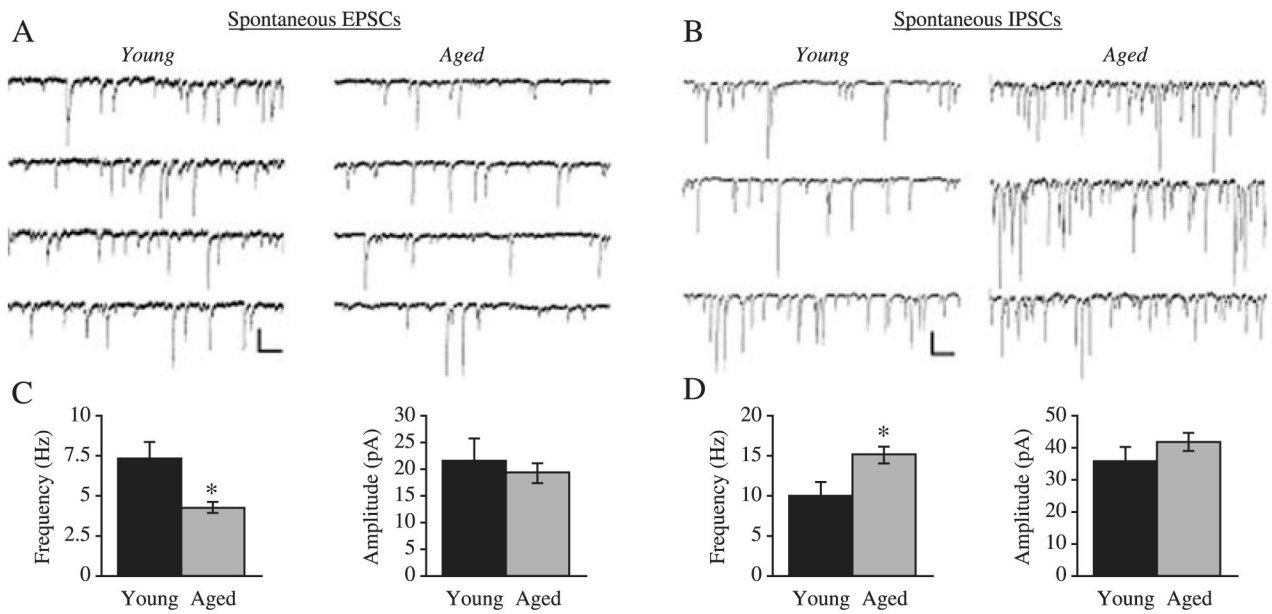 A
Spontaneous EPSCs
Young
Aged
B
Spontaneous IPSCs
Young
Aged
C
Frequency (Hz)
10
7.5
5
2.5
0
Young Aged
*
Amplitude (pA)
30
25
20
15
10
5
0
Young Aged
D
Frequency (Hz)
20
15
10
5
0
Young Aged
*
Amplitude (pA)
50
40
30
20
10
0
Young Aged